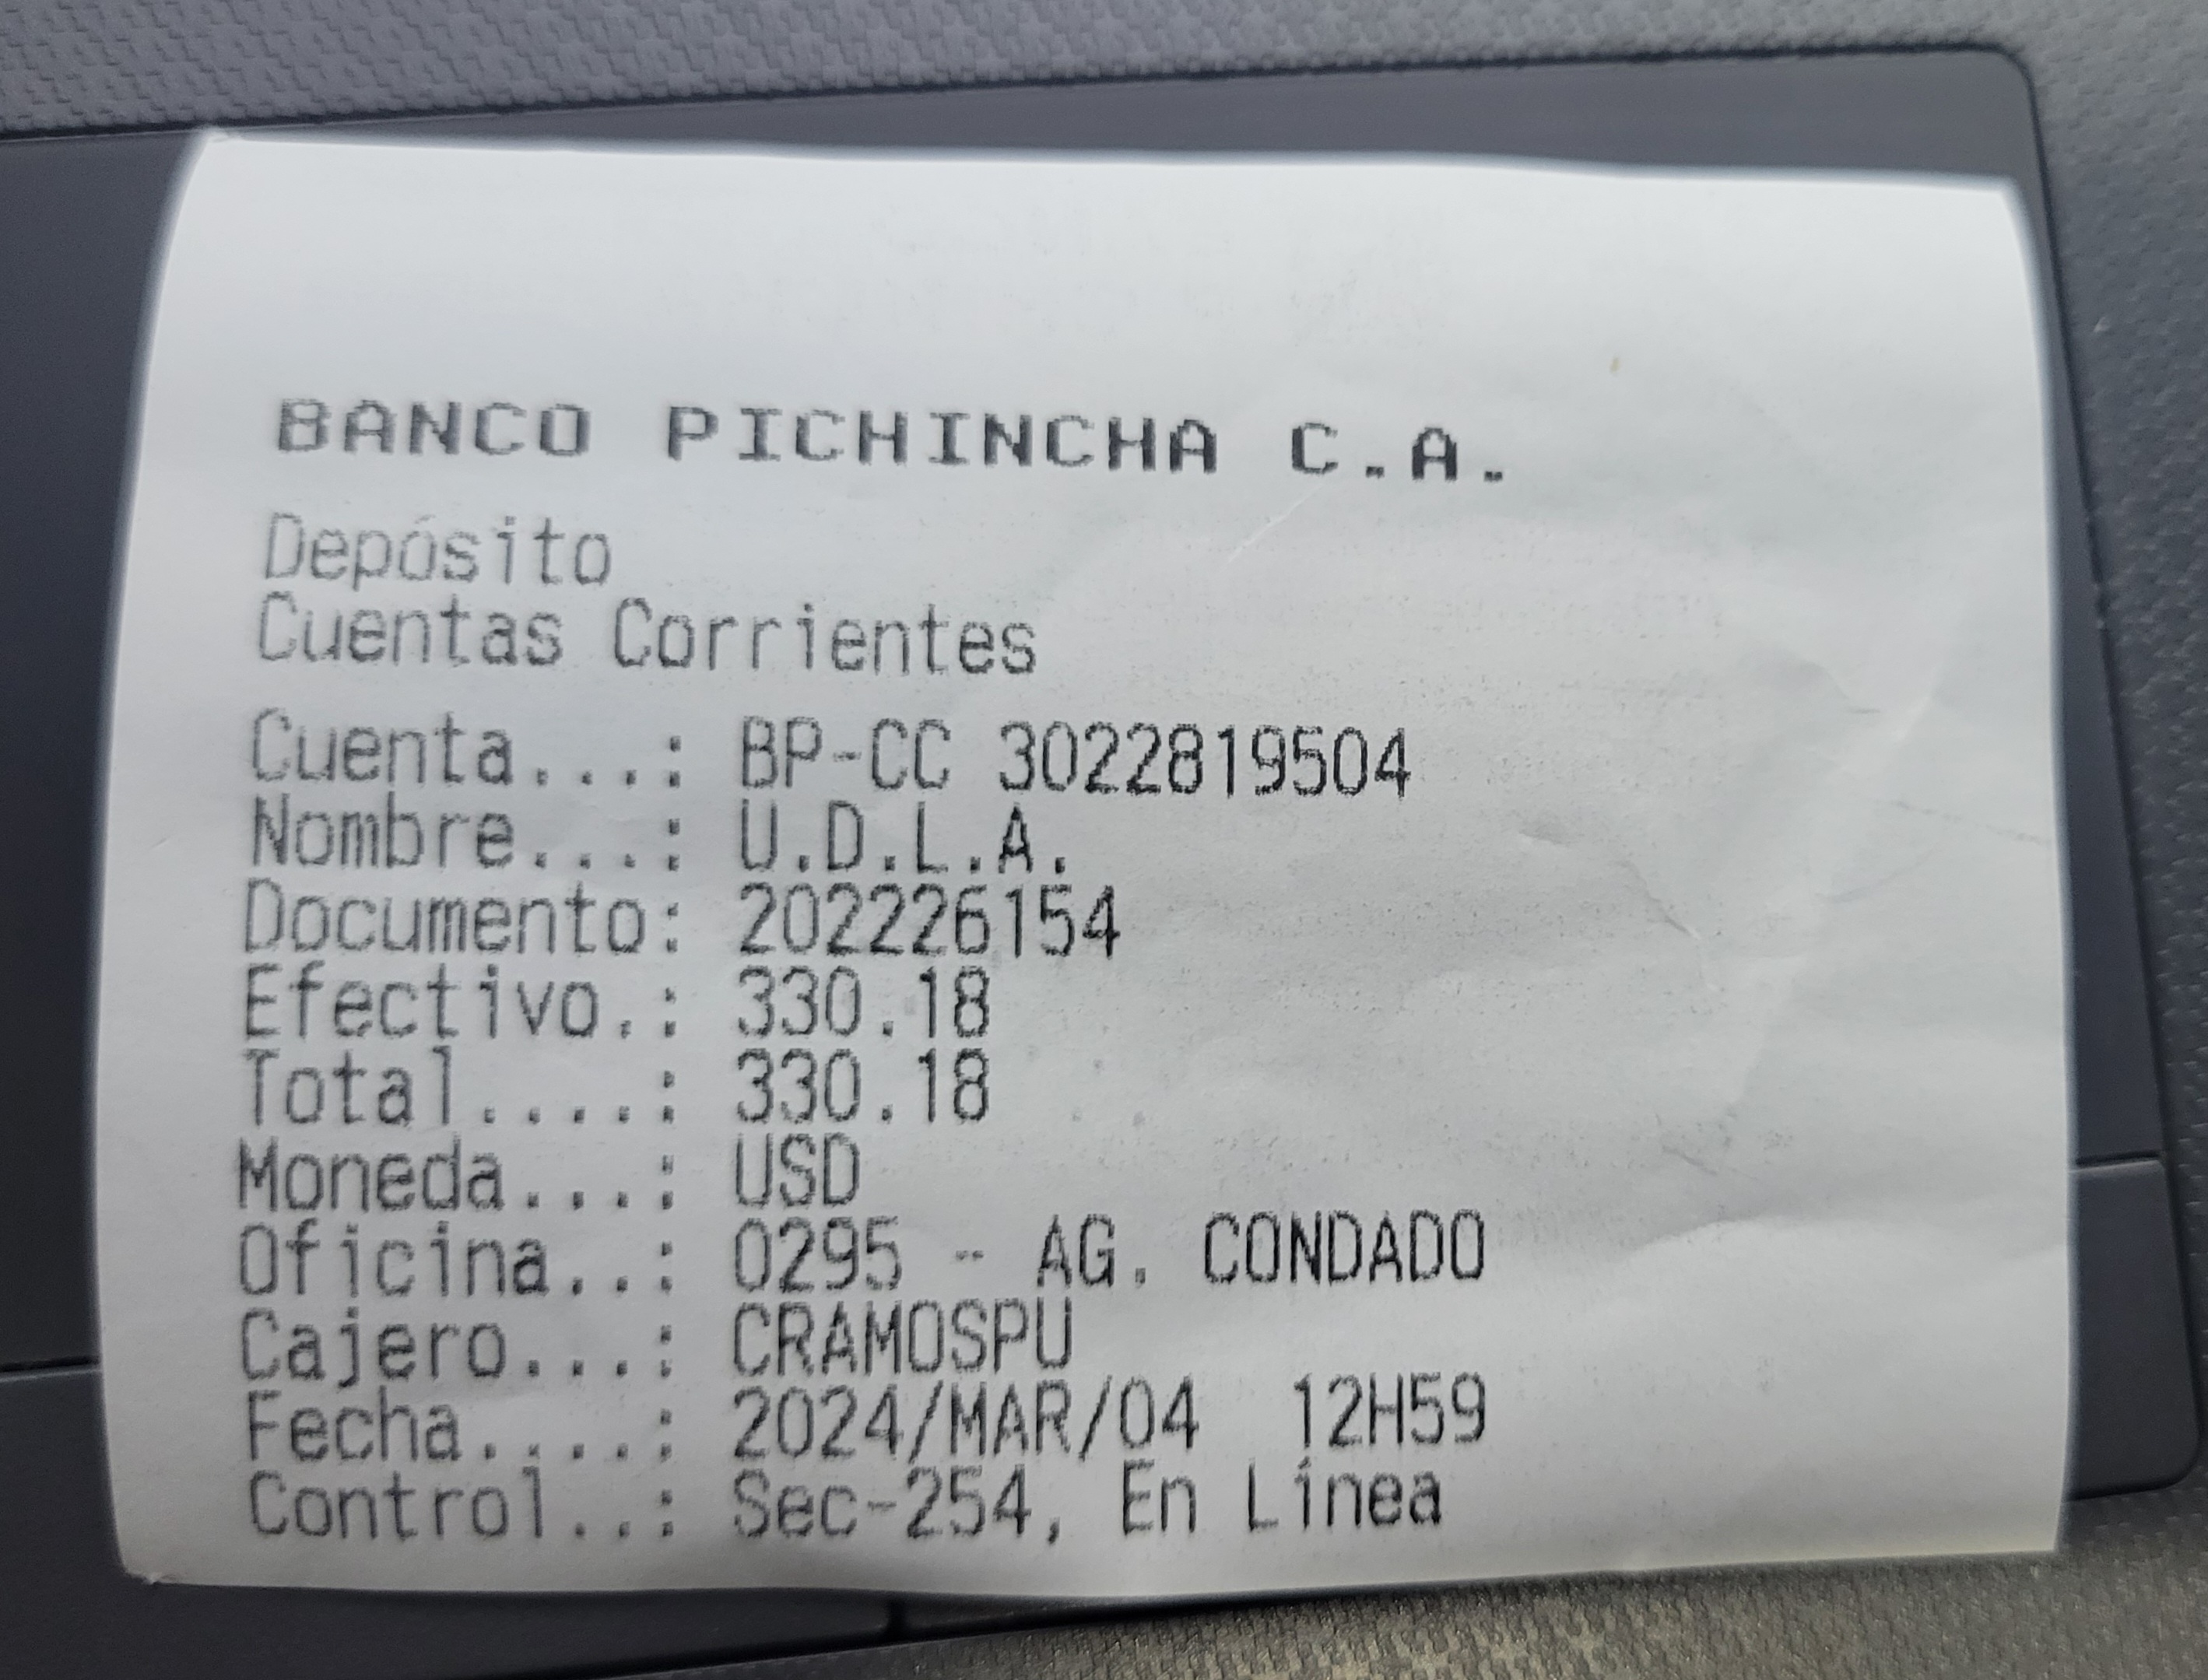 BANCO PICHINCHA C.A.
Depósito
Cuentas Corrientes
Cuenta...: BP-CC 3022819504
Nombre...: U.D.L.A.
Documento: 202226154
Efectivo.: 330.18
Total....: 330.18
Moneda...: USD
Oficina..: 0295 - AG. CONDADO
Cajero...: CRAMOSPU
Fecha....: 2024/MAR/04  12H59
Control..: Sec-254, En Línea